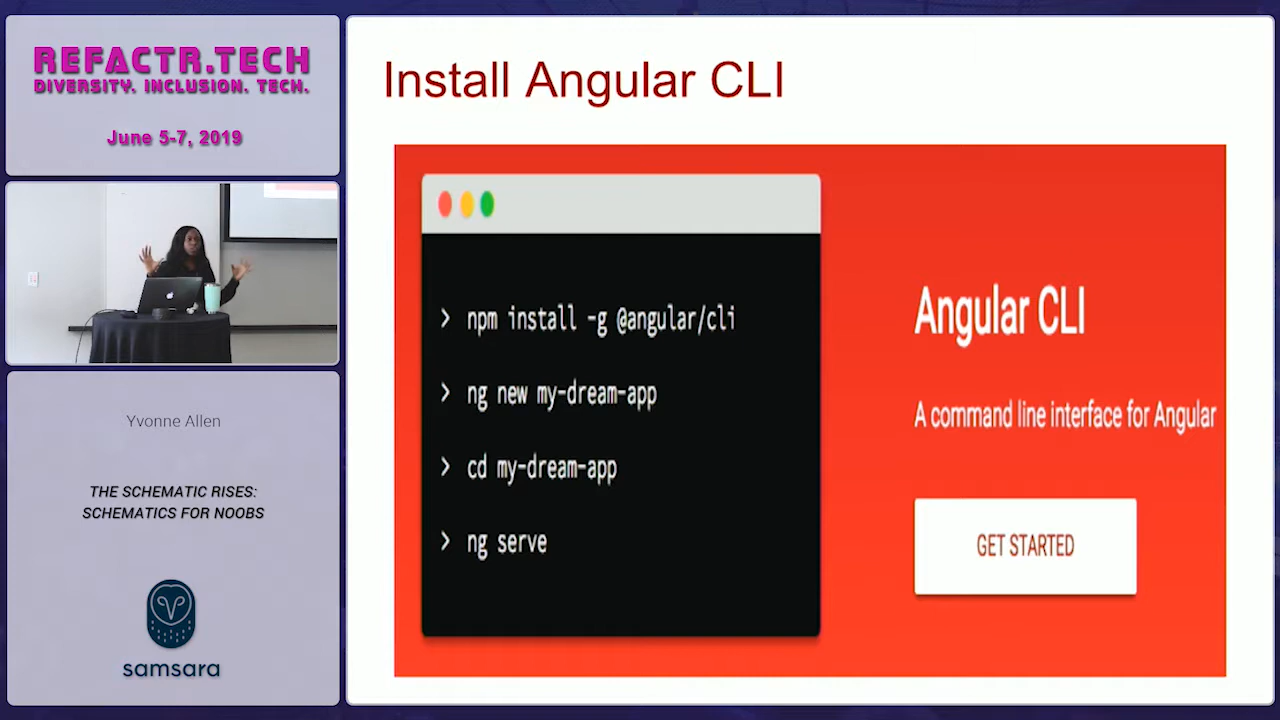 REFACTR.TECH
DIVERSITY. INCLUSION. TECH.
June 5-7, 2019
Yvonne Allen
THE SCHEMATIC RISES:
SCHEMATICS FOR NOOBS
samsara
Install Angular CLI
> npm install -g @angular/cli
> ng new my-dream-app
> cd my-dream-app
> ng serve
Angular CLI
A command line interface for Angular
GET STARTED